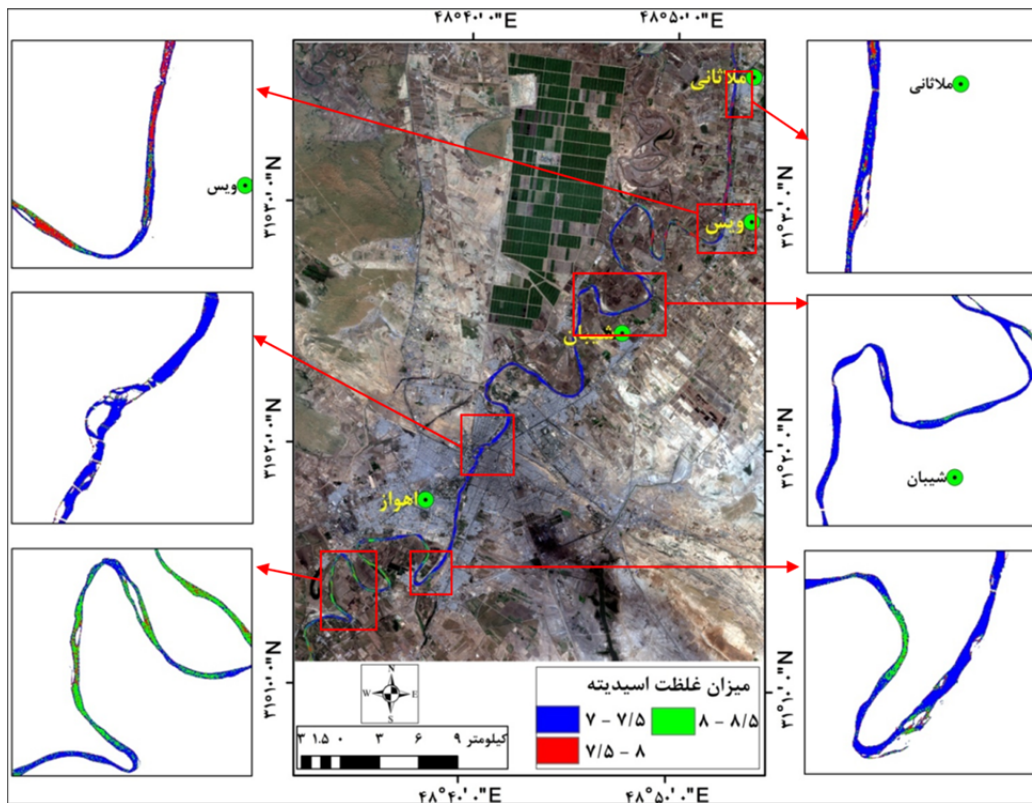 ۴۸°۴۰'۰"E
۴۸°۵۰'۰"E
ملاثانی
ملاثانی
ویس
ویس
۳۱°۳۰'۰"N
۳۱°۳۰'۰"N
شیبان
شیبان
۳۱°۲۰'۰"N
۳۱°۲۰'۰"N
اهواز
۳۱°۱۰'۰"N
۳۱°۱۰'۰"N
میزان غلظت اسیدیته
۷ - ۷/۵
۸ - ۸/۵
۷/۵ - ۸
N
W
E
S
۳ ۱.۵ ۰ ۳ ۶ ۹ کیلومتر
۴۸°۴۰'۰"E
۴۸°۵۰'۰"E